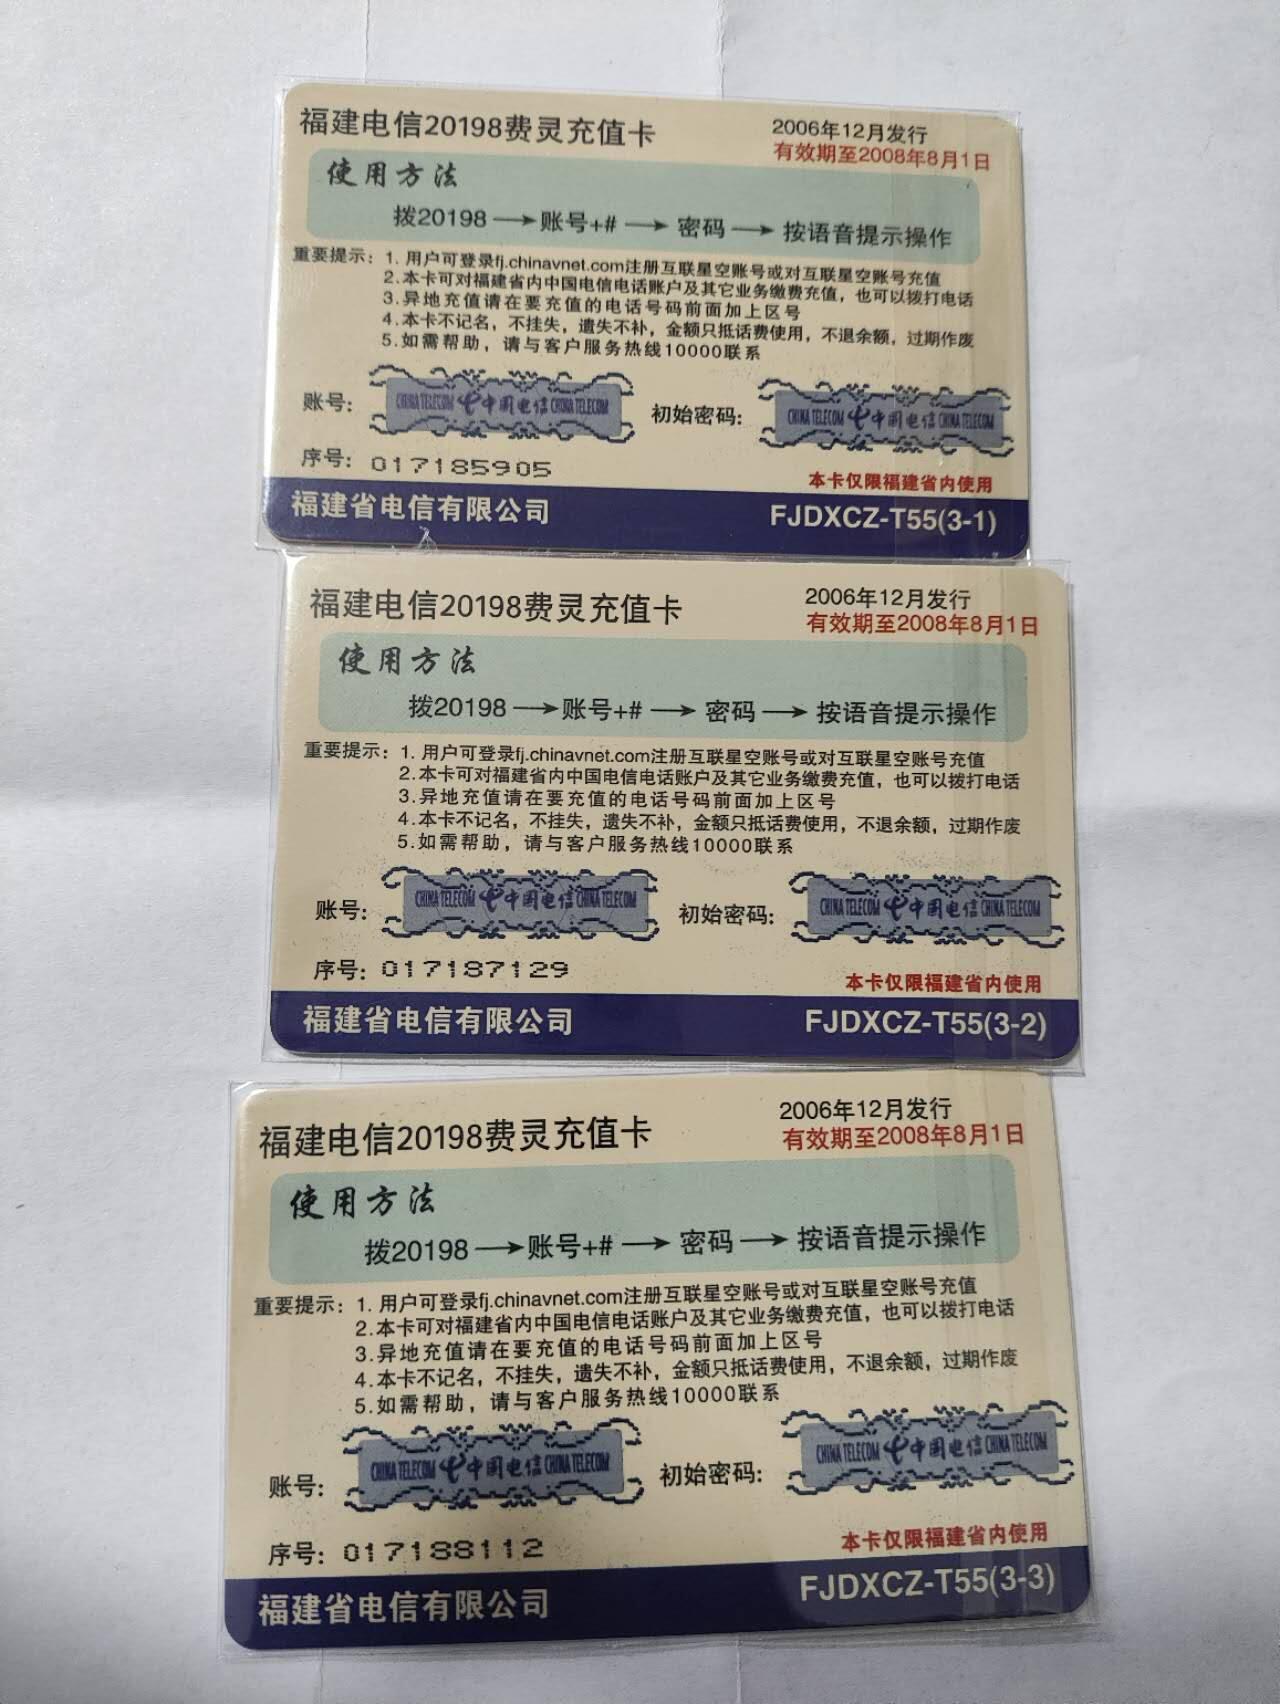 福建电信20198费灵充值卡
2006年12月发行
有效期至2008年8月1日
使用方法
拨20198→账号+#→密码→按语音提示操作
重要提示：1. 用户可登录fj.chinavnet.com注册互联星空账号或对互联星空账号充值
2.本卡可对福建省内中国电信电话账户及其它业务缴费充值，也可以拨打电话
3.异地充值请在要充值的电话号码前面加上区号
4.本卡不记名，不挂失，遗失不补，金额只抵话费使用，不退余额，过期作废
5.如需帮助，请与客户服务热线10000联系
账号： CHINA TELECOM 中国电信 CHINA TELECOM 初始密码： CHINA TELECOM 中国电信 CHINA TELECOM
序号：017185905
本卡仅限福建省内使用
福建省电信有限公司 FJDXCZ-T55(3-1)
福建电信20198费灵充值卡
2006年12月发行
有效期至2008年8月1日
使用方法
拨20198→账号+#→密码→按语音提示操作
重要提示：1. 用户可登录fj.chinavnet.com注册互联星空账号或对互联星空账号充值
2.本卡可对福建省内中国电信电话账户及其它业务缴费充值，也可以拨打电话
3.异地充值请在要充值的电话号码前面加上区号
4.本卡不记名，不挂失，遗失不补，金额只抵话费使用，不退余额，过期作废
5.如需帮助，请与客户服务热线10000联系
账号： CHINA TELECOM 中国电信 CHINA TELECOM 初始密码： CHINA TELECOM 中国电信 CHINA TELECOM
序号：017187129
本卡仅限福建省内使用
福建省电信有限公司 FJDXCZ-T55(3-2)
福建电信20198费灵充值卡
2006年12月发行
有效期至2008年8月1日
使用方法
拨20198→账号+#→密码→按语音提示操作
重要提示：1. 用户可登录fj.chinavnet.com注册互联星空账号或对互联星空账号充值
2.本卡可对福建省内中国电信电话账户及其它业务缴费充值，也可以拨打电话
3.异地充值请在要充值的电话号码前面加上区号
4.本卡不记名，不挂失，遗失不补，金额只抵话费使用，不退余额，过期作废
5.如需帮助，请与客户服务热线10000联系
账号： CHINA TELECOM 中国电信 CHINA TELECOM 初始密码： CHINA TELECOM 中国电信 CHINA TELECOM
序号：017188112
本卡仅限福建省内使用
福建省电信有限公司 FJDXCZ-T55(3-3)